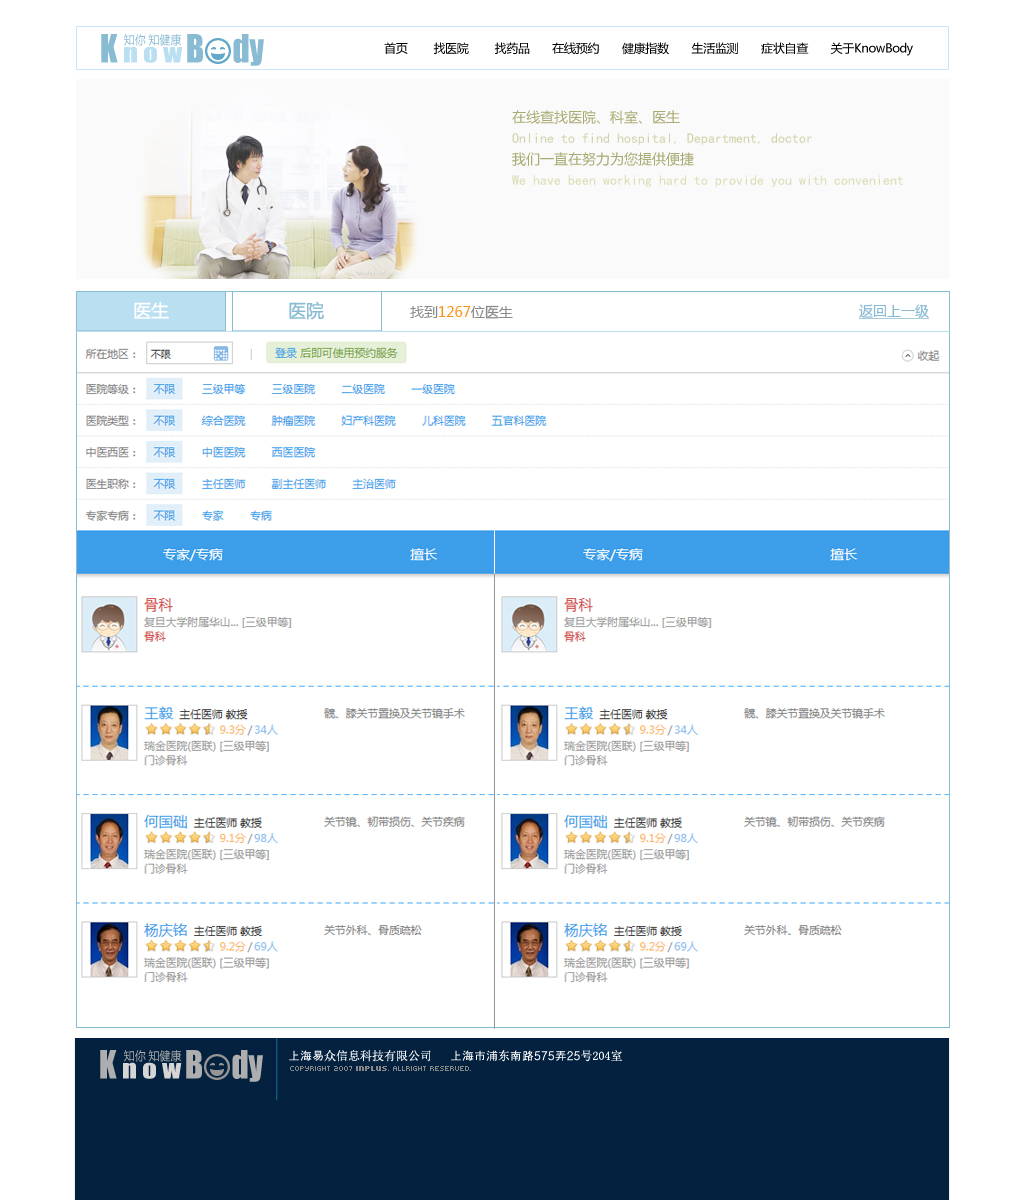 KnowBody 知你 知健康
首页 找医院 找药品 在线预约 健康指数 生活监测 症状自查 关于KnowBody
在线查找医院、科室、医生
Online to find hospital, Department, doctor
我们一直在努力为您提供便捷
We have been working hard to provide you with convenient
医生 医院 找到1267位医生 返回上一级
所在地区： 不限 | 登录 后即可使用预约服务 收起
医院等级： 不限 三级甲等 三级医院 二级医院 一级医院
医院类型： 不限 综合医院 肿瘤医院 妇产科医院 儿科医院 五官科医院
中医西医： 不限 中医医院 西医医院
医生职称： 不限 主任医师 副主任医师 主治医师
专家专病： 不限 专家 专病
专家/专病 擅长 专家/专病 擅长
骨科 骨科
复旦大学附属华山... [三级甲等] 复旦大学附属华山... [三级甲等]
骨科 骨科
王毅 主任医师 教授 髋、膝关节置换及关节镜手术 王毅 主任医师 教授 髋、膝关节置换及关节镜手术
9.3分/34人 9.3分/34人
瑞金医院(医联) [三级甲等] 瑞金医院(医联) [三级甲等]
门诊骨科 门诊骨科
何国础 主任医师 教授 关节镜、韧带损伤、关节疾病 何国础 主任医师 教授 关节镜、韧带损伤、关节疾病
9.1分/98人 9.1分/98人
瑞金医院(医联) [三级甲等] 瑞金医院(医联) [三级甲等]
门诊骨科 门诊骨科
杨庆铭 主任医师 教授 关节外科、骨质疏松 杨庆铭 主任医师 教授 关节外科、骨质疏松
9.2分/69人 9.2分/69人
瑞金医院(医联) [三级甲等] 瑞金医院(医联) [三级甲等]
门诊骨科 门诊骨科
KnowBody 知你 知健康
上海易众信息科技有限公司 上海市浦东南路575弄25号204室
COPYRIGHT 2007 INPLUS. ALLRIGHT RESERVED.